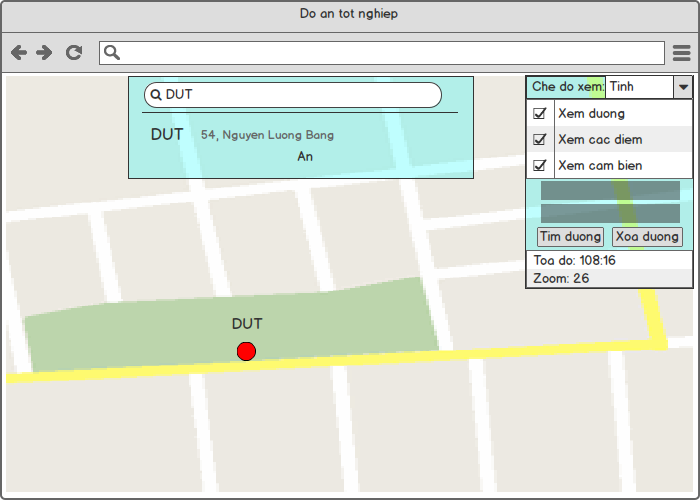 Do an tot nghiep
DUT
DUT 54, Nguyen Luong Bang
An
Che do xem: Tinh
Xem duong
Xem cac diem
Xem cam bien
Tim duong Xoa duong
Toa do: 108:16
Zoom: 26
DUT